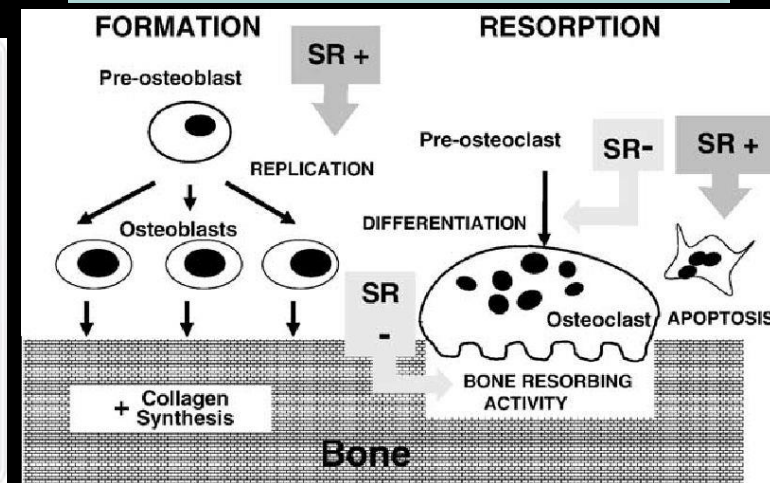 FORMATION
RESORPTION
SR +
Pre-osteoblast
REPLICATION
Osteoblasts
+ Collagen
Synthesis
Pre-osteoclast
SR-
SR +
DIFFERENTIATION
SR
-
Osteoclast
APOPTOSIS
BONE RESORBING
ACTIVITY
Bone